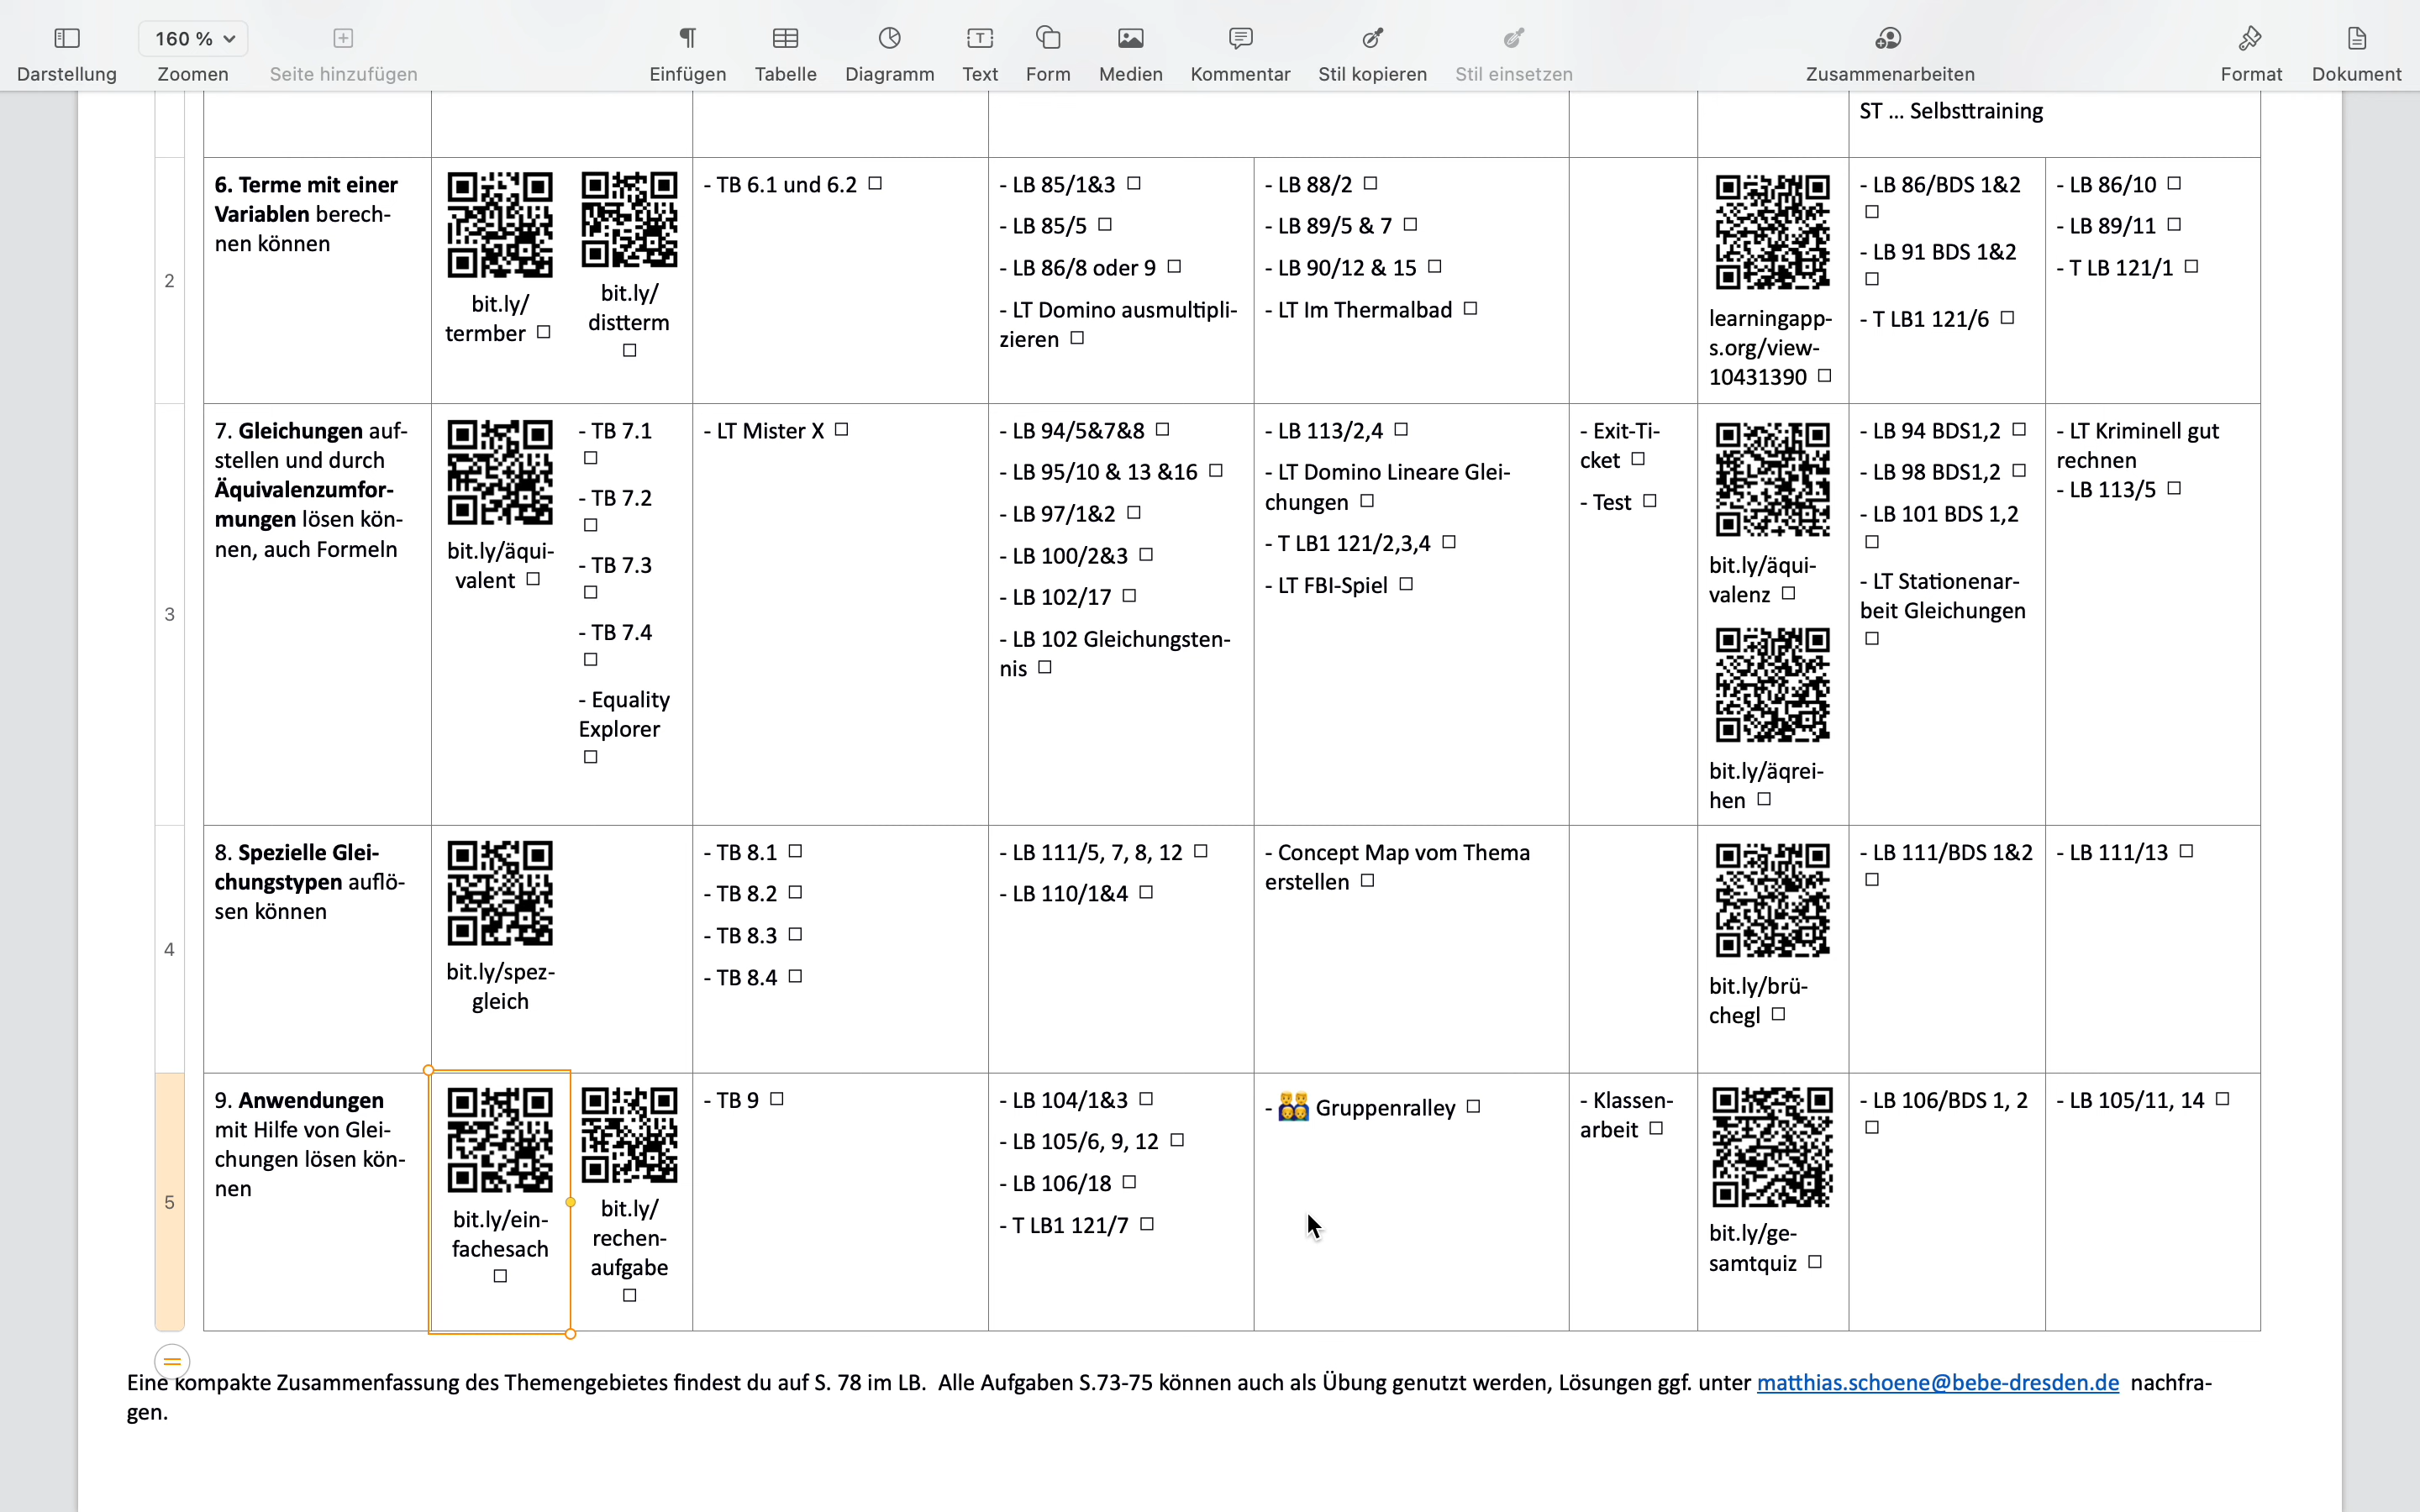 160 %
Darstellung
Zoomen
Seite hinzufügen
Einfügen
Tabelle
Diagramm
Text
Form
Medien
Kommentar
Stil kopieren
Stil einsetzen
Zusammenarbeiten
Format
Dokument
ST ... Selbsttraining
2
6. Terme mit einer
Variablen berech-
nen können
bit.ly/
termber ☐
bit.ly/
distterm
☐
- TB 6.1 und 6.2 ☐
- LB 85/1&3 ☐
- LB 85/5 ☐
- LB 86/8 oder 9 ☐
- LT Domino ausmultipli-
zieren ☐
- LB 88/2 ☐
- LB 89/5 & 7 ☐
- LB 90/12 & 15 ☐
- LT Im Thermalbad ☐
learningapp-
s.org/view-
10431390 ☐
- LB 86/BDS 1&2
☐
- LB 91 BDS 1&2
☐
- T LB1 121/6 ☐
- LB 86/10 ☐
- LB 89/11 ☐
- T LB 121/1 ☐
3
7. Gleichungen auf-
stellen und durch
Äquivalenzumfor-
mungen lösen kön-
nen, auch Formeln
bit.ly/äqui-
valent ☐
- TB 7.1
☐
- TB 7.2
☐
- TB 7.3
☐
- TB 7.4
☐
- Equality
Explorer
☐
- LT Mister X ☐
- LB 94/5&7&8 ☐
- LB 95/10 & 13 &16 ☐
- LB 97/1&2 ☐
- LB 100/2&3 ☐
- LB 102/17 ☐
- LB 102 Gleichungsten-
nis ☐
- LB 113/2,4 ☐
- LT Domino Lineare Glei-
chungen ☐
- T LB1 121/2,3,4 ☐
- LT FBI-Spiel ☐
- Exit-Ti-
cket ☐
- Test ☐
bit.ly/äqui-
valenz ☐
bit.ly/äqrei-
hen ☐
- LB 94 BDS1,2 ☐
- LB 98 BDS1,2 ☐
- LB 101 BDS 1,2
☐
- LT Stationenar-
beit Gleichungen
☐
- LT Kriminell gut
rechnen
- LB 113/5 ☐
4
8. Spezielle Glei-
chungstypen auflö-
sen können
bit.ly/spez-
gleich
- TB 8.1 ☐
- TB 8.2 ☐
- TB 8.3 ☐
- TB 8.4 ☐
- LB 111/5, 7, 8, 12 ☐
- LB 110/1&4 ☐
- Concept Map vom Thema
erstellen ☐
bit.ly/brü-
chegl ☐
- LB 111/BDS 1&2
☐
- LB 111/13 ☐
5
9. Anwendungen
mit Hilfe von Glei-
chungen lösen kön-
nen
bit.ly/ein-
fachesach
☐
bit.ly/
rechen-
aufgabe
☐
- TB 9 ☐
- LB 104/1&3 ☐
- LB 105/6, 9, 12 ☐
- LB 106/18 ☐
- T LB1 121/7 ☐
- Gruppenralley ☐
- Klassen-
arbeit ☐
bit.ly/ge-
samtquiz ☐
- LB 106/BDS 1, 2
☐
- LB 105/11, 14 ☐
Eine kompakte Zusammenfassung des Themengebietes findest du auf S. 78 im LB. Alle Aufgaben S.73-75 können auch als Übung genutzt werden, Lösungen ggf. unter matthias.schoene@bebe-dresden.de nachfra-
gen.